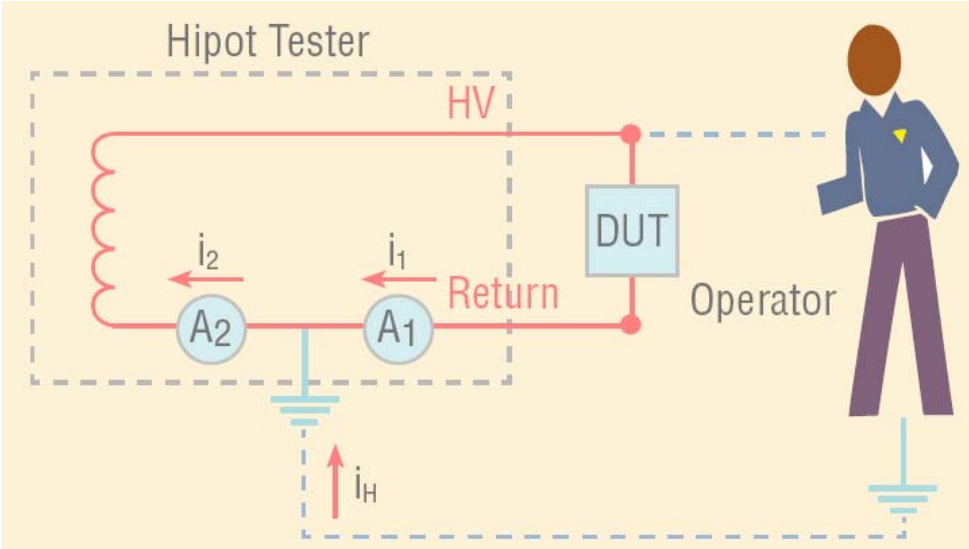 Hipot Tester
HV
i2
i1
Return
DUT
A2
A1
Operator
iH